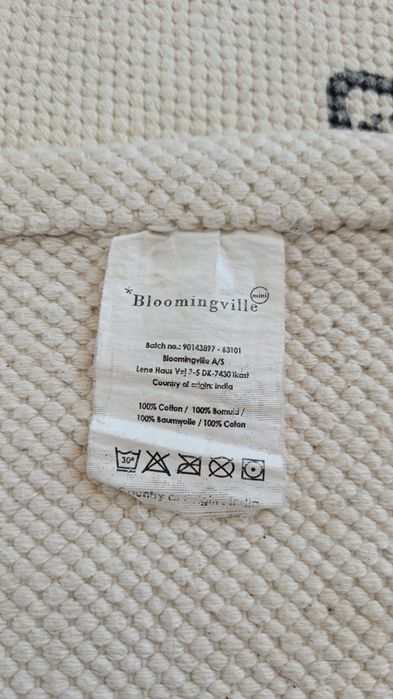 *Bloomingville mini
Batch no.: 90143897 - 63101
Bloomingville A/S
Lene Haus Vej 3-5 DK-7430 Ikast
Country of origin: India
100% Cotton / 100% Bomuld /
100% Baumwolle / 100% Coton
30°